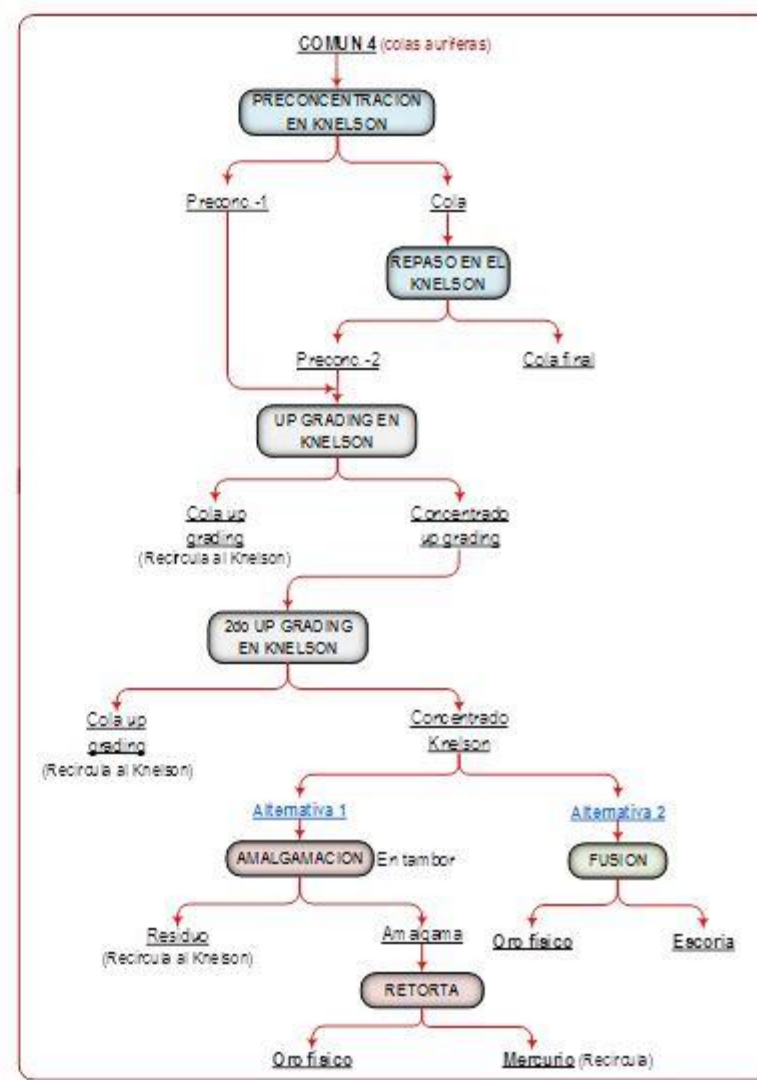 COMUN 4 (colas auríferas)
PRECONCENTRACION
EN KNELSON
Preconc.-1
Cola
REPASO EN EL
KNELSON
Preconc.-2
Cola final
UP GRADING EN
KNELSON
Cola up
grading
(Recircula al Knelson)
Concentrado
up grading
2do UP GRADING
EN KNELSON
Cola up
grading
(Recircula al Knelson)
Concentrado
Knelson
Alternativa 1
Alternativa 2
AMALGAMACION En tambor
FUSION
Residuo
(Recircula al Knelson)
Amalgama
Oro físico
Escoria
RETORTA
Oro físico
Mercurio (Recircula)